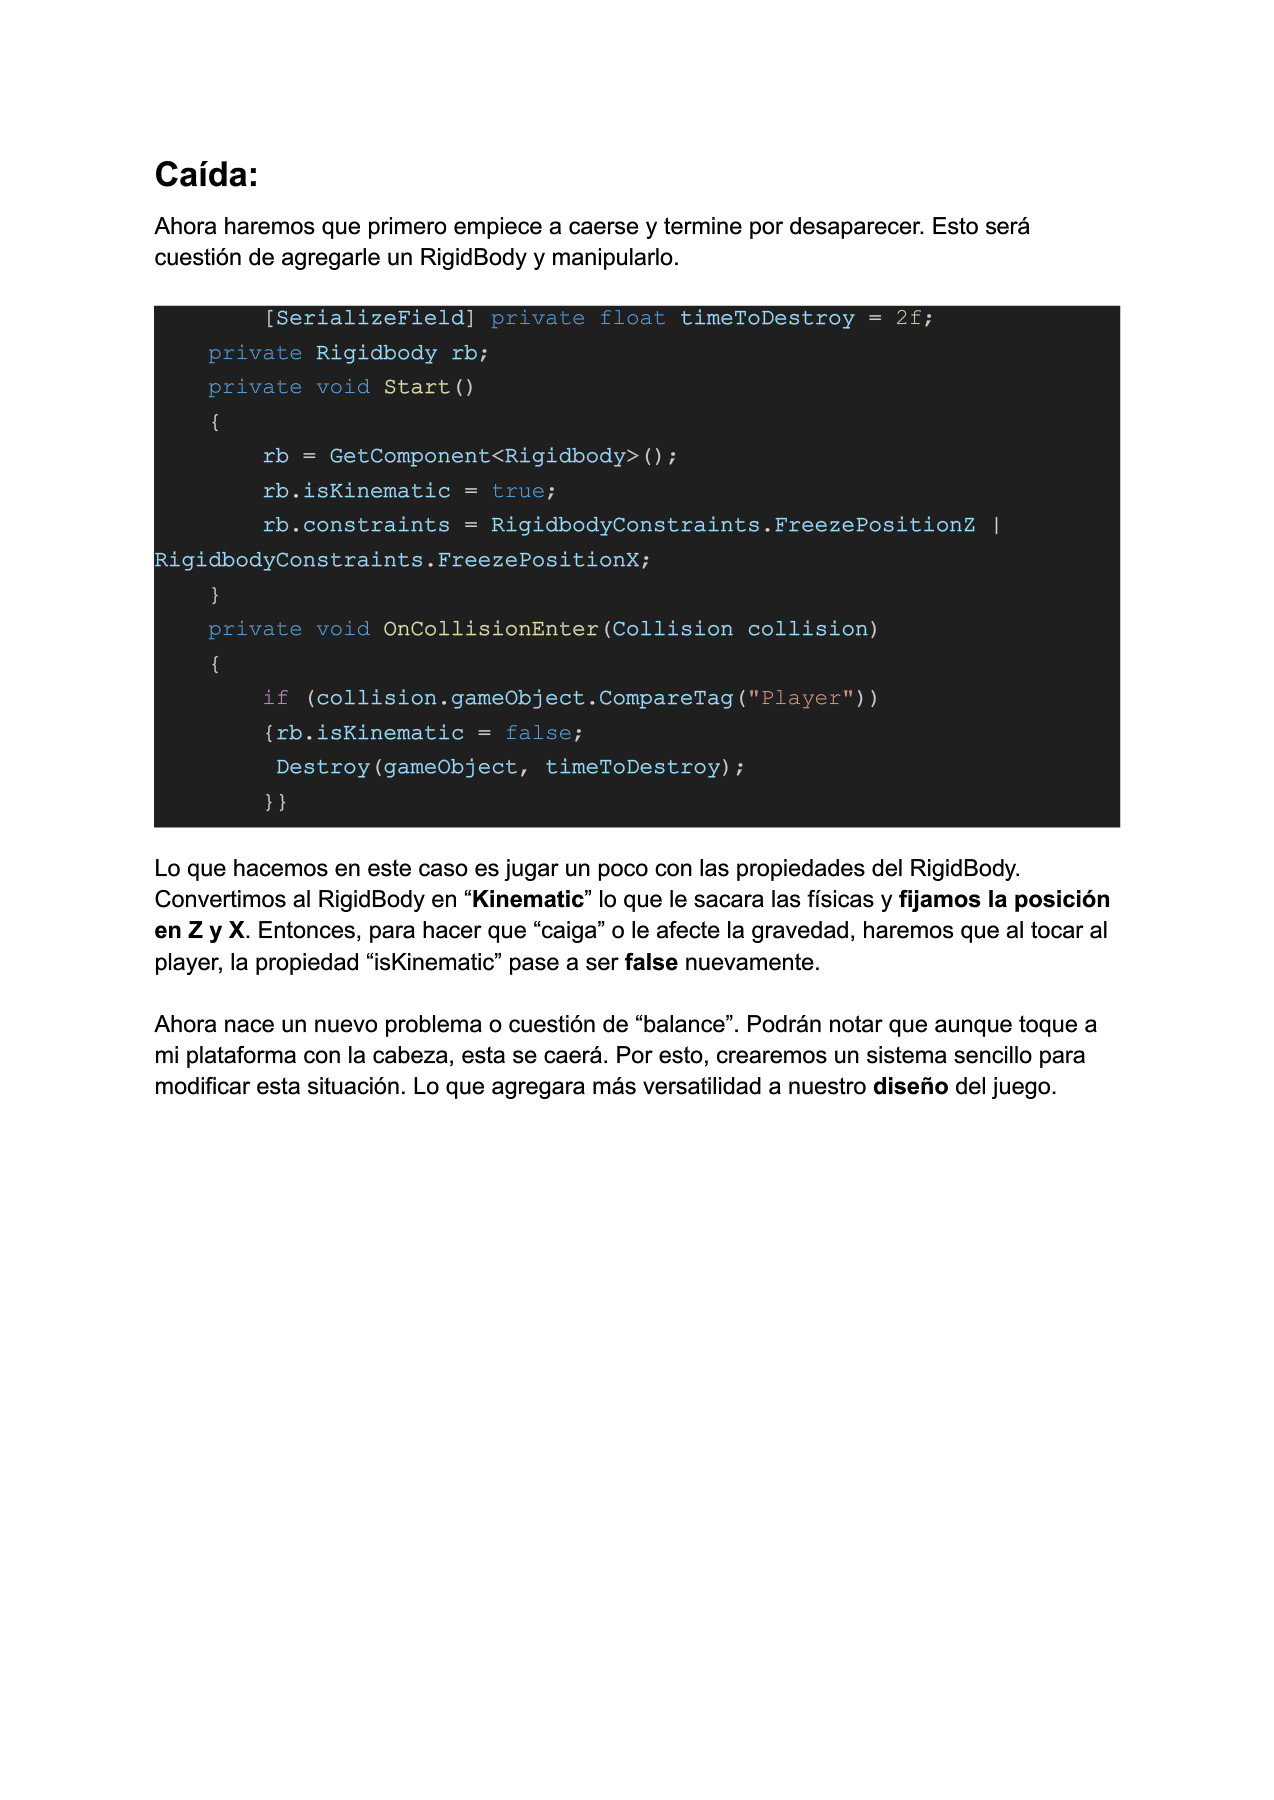 Caída:
Ahora haremos que primero empiece a caerse y termine por desaparecer. Esto será
cuestión de agregarle un RigidBody y manipularlo.
[SerializeField] private float timeToDestroy = 2f;
private Rigidbody rb;
private void Start()
{
rb = GetComponent<Rigidbody>();
rb.isKinematic = true;
rb.constraints = RigidbodyConstraints.FreezePositionZ |
RigidbodyConstraints.FreezePositionX;
}
private void OnCollisionEnter(Collision collision)
{
if (collision.gameObject.CompareTag("Player"))
{rb.isKinematic = false;
Destroy(gameObject, timeToDestroy);
}}
Lo que hacemos en este caso es jugar un poco con las propiedades del RigidBody.
Convertimos al RigidBody en “Kinematic” lo que le sacara las físicas y fijamos la posición
en Z y X. Entonces, para hacer que “caiga” o le afecte la gravedad, haremos que al tocar al
player, la propiedad “isKinematic” pase a ser false nuevamente.
Ahora nace un nuevo problema o cuestión de “balance”. Podrán notar que aunque toque a
mi plataforma con la cabeza, esta se caerá. Por esto, crearemos un sistema sencillo para
modificar esta situación. Lo que agregara más versatilidad a nuestro diseño del juego.